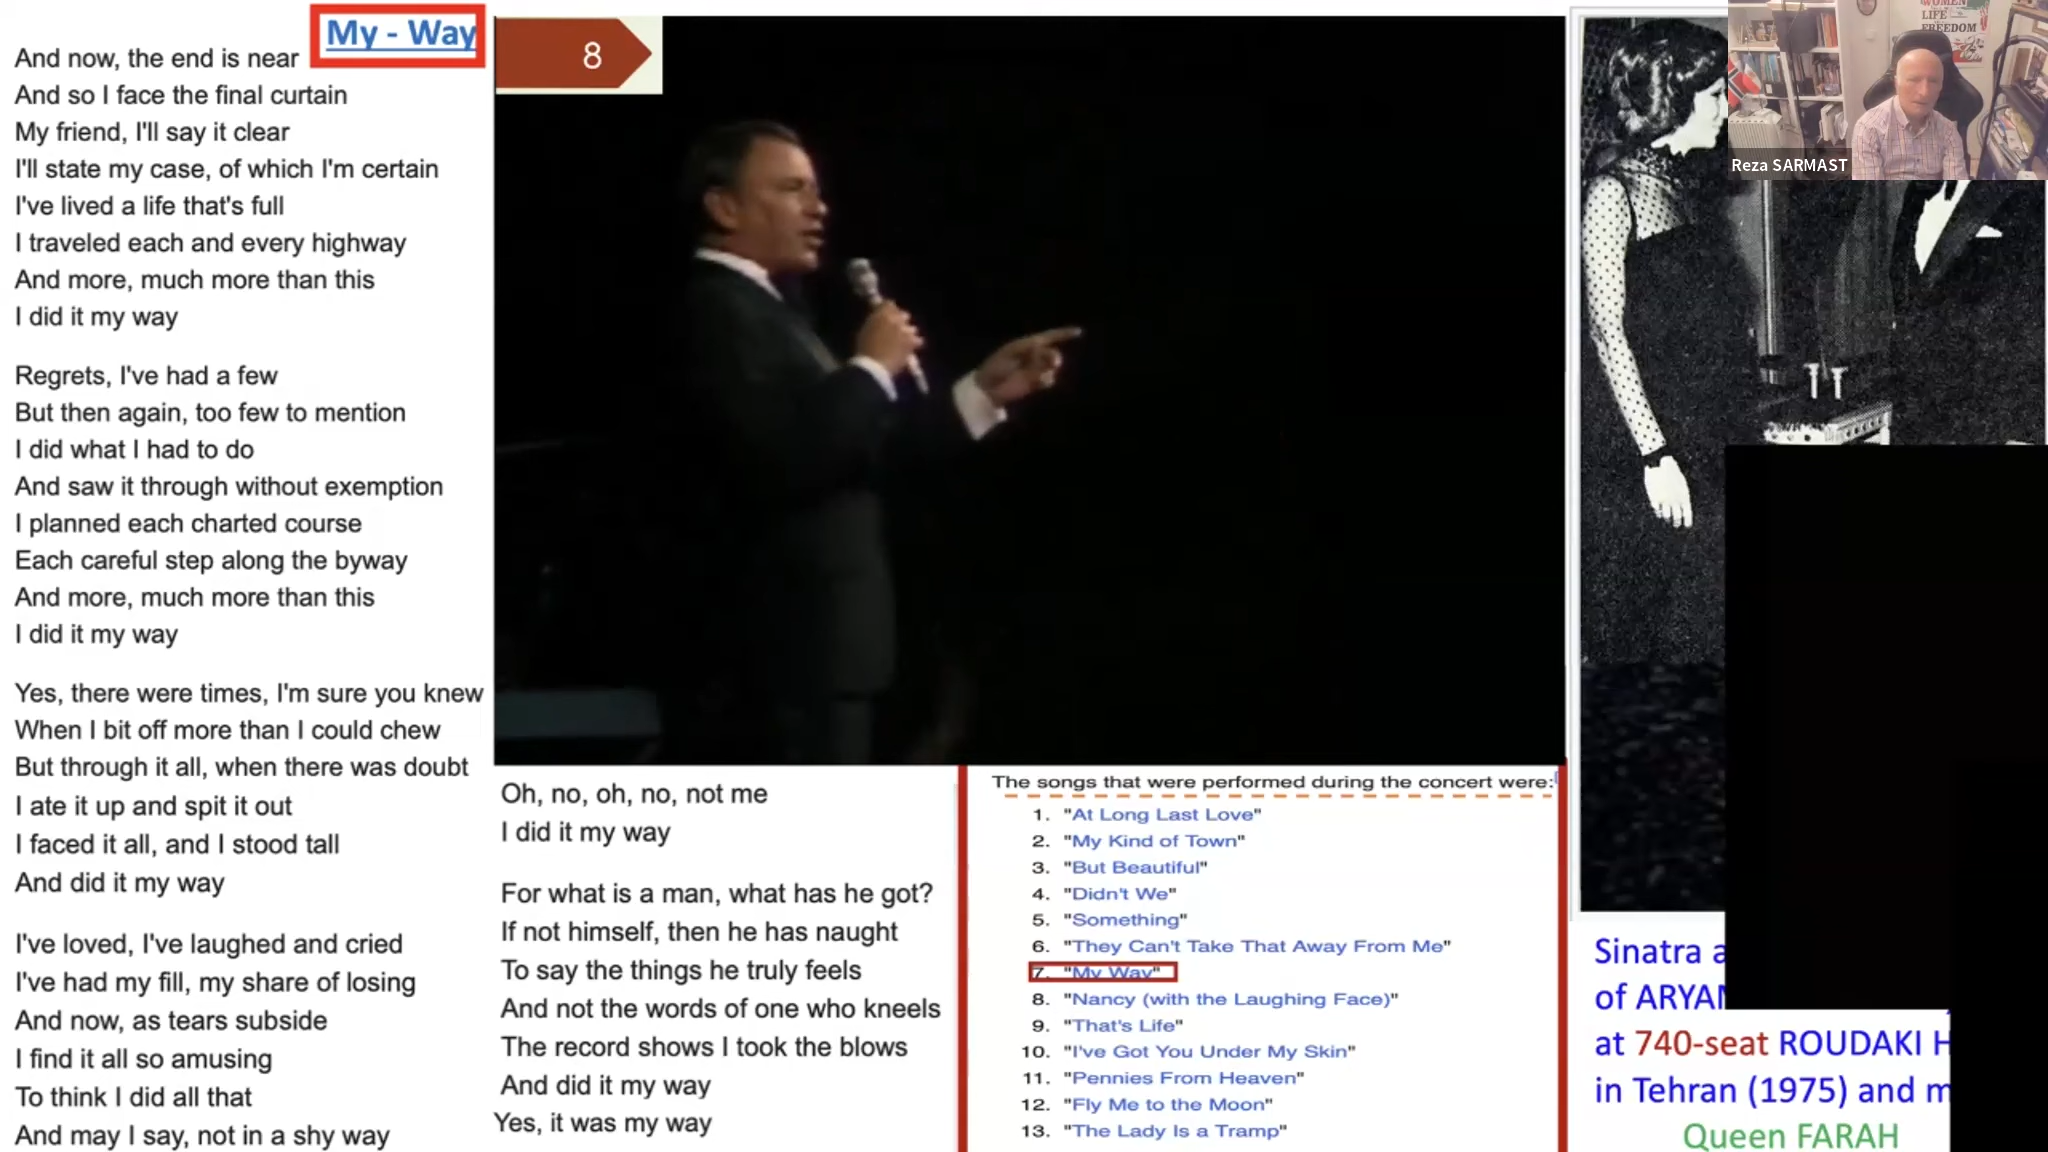 My - Way
And now, the end is near
And so I face the final curtain
My friend, I'll say it clear
I'll state my case, of which I'm certain
I've lived a life that's full
I traveled each and every highway
And more, much more than this
I did it my way
Regrets, I've had a few
But then again, too few to mention
I did what I had to do
And saw it through without exemption
I planned each charted course
Each careful step along the byway
And more, much more than this
I did it my way
Yes, there were times, I'm sure you knew
When I bit off more than I could chew
But through it all, when there was doubt
I ate it up and spit it out
I faced it all, and I stood tall
And did it my way
I've loved, I've laughed and cried
I've had my fill, my share of losing
And now, as tears subside
I find it all so amusing
To think I did all that
And may I say, not in a shy way
8
Oh, no, oh, no, not me
I did it my way
For what is a man, what has he got?
If not himself, then he has naught
To say the things he truly feels
And not the words of one who kneels
The record shows I took the blows
And did it my way
Yes, it was my way
The songs that were performed during the concert were:
1. "At Long Last Love"
2. "My Kind of Town"
3. "But Beautiful"
4. "Didn't We"
5. "Something"
6. "They Can't Take That Away From Me"
7. "My Way"
8. "Nancy (with the Laughing Face)"
9. "That's Life"
10. "I've Got You Under My Skin"
11. "Pennies From Heaven"
12. "Fly Me to the Moon"
13. "The Lady Is a Tramp"
WOMEN
LIFE
FREEDOM
Reza SARMAST
Sinatra
of
at 740-seat ROUDAKI
in Tehran (1975) and
Queen FARAH